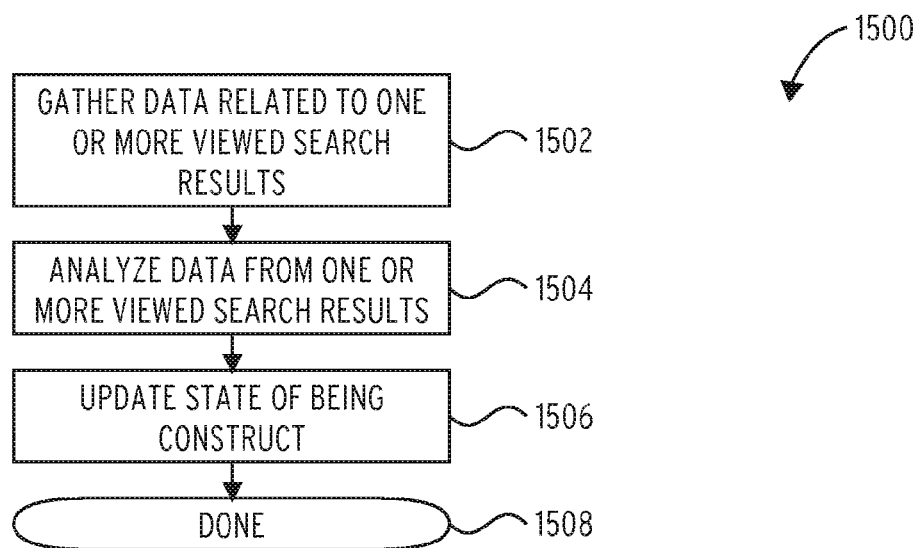 1500
GATHER DATA RELATED TO ONE
OR MORE VIEWED SEARCH
RESULTS
1502
ANALYZE DATA FROM ONE OR
MORE VIEWED SEARCH RESULTS
1504
UPDATE STATE OF BEING
CONSTRUCT
1506
DONE
1508